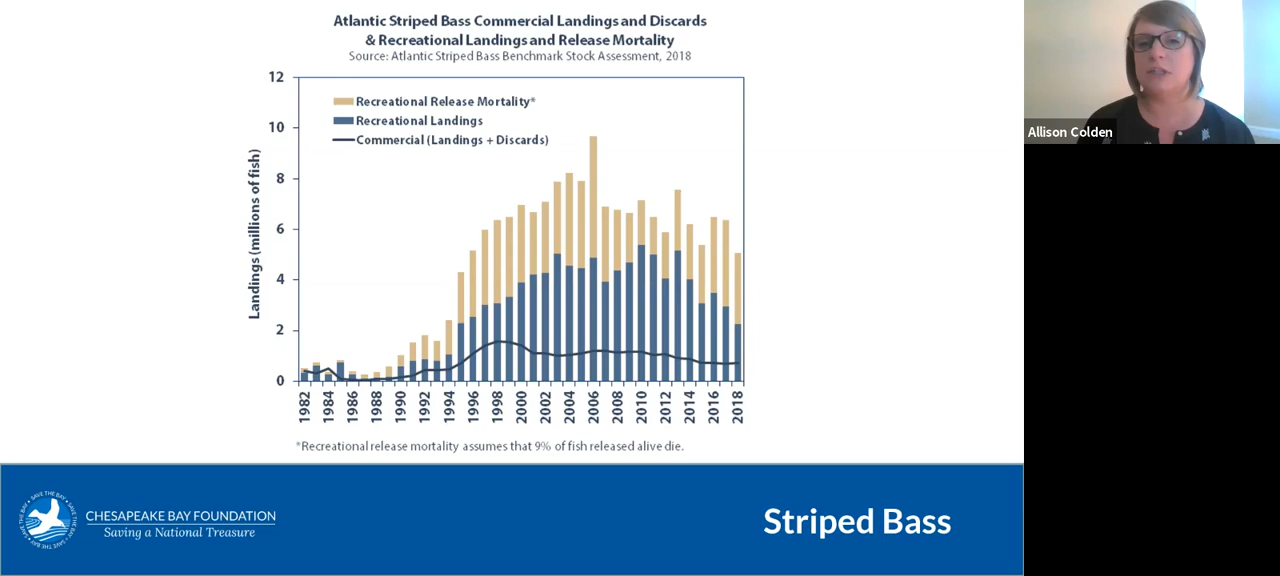 Atlantic Striped Bass Commercial Landings and Discards
& Recreational Landings and Release Mortality
Source: Atlantic Striped Bass Benchmark Stock Assessment, 2018
12
10
8
6
4
2
0
Landings (millions of fish)
Recreational Release Mortality*
Recreational Landings
Commercial (Landings + Discards)
1982
1984
1986
1988
1990
1992
1994
1996
1998
2000
2002
2004
2006
2008
2010
2012
2014
2016
2018
*Recreational release mortality assumes that 9% of fish released alive die.
SAVE THE BAY
CHESAPEAKE BAY FOUNDATION
Saving a National Treasure
Striped Bass
Allison Colden